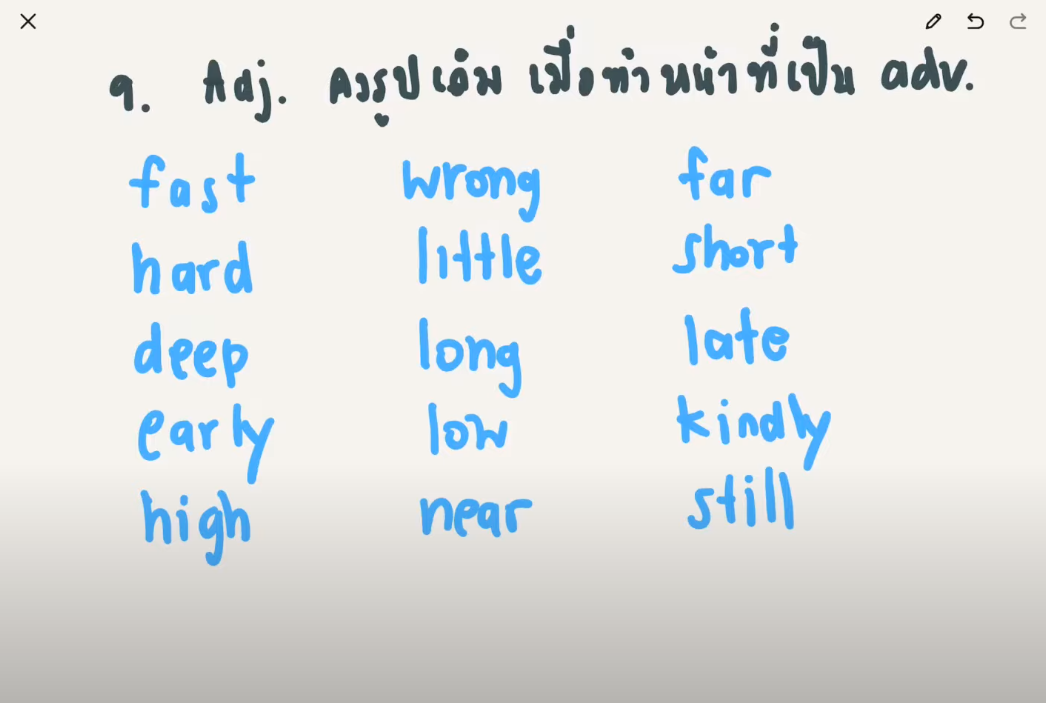 9. Adj. คงรูปเดิม เมื่อทำหน้าที่เป็น adv.
fast wrong far
hard little short
deep long late
early low kindly
high near still